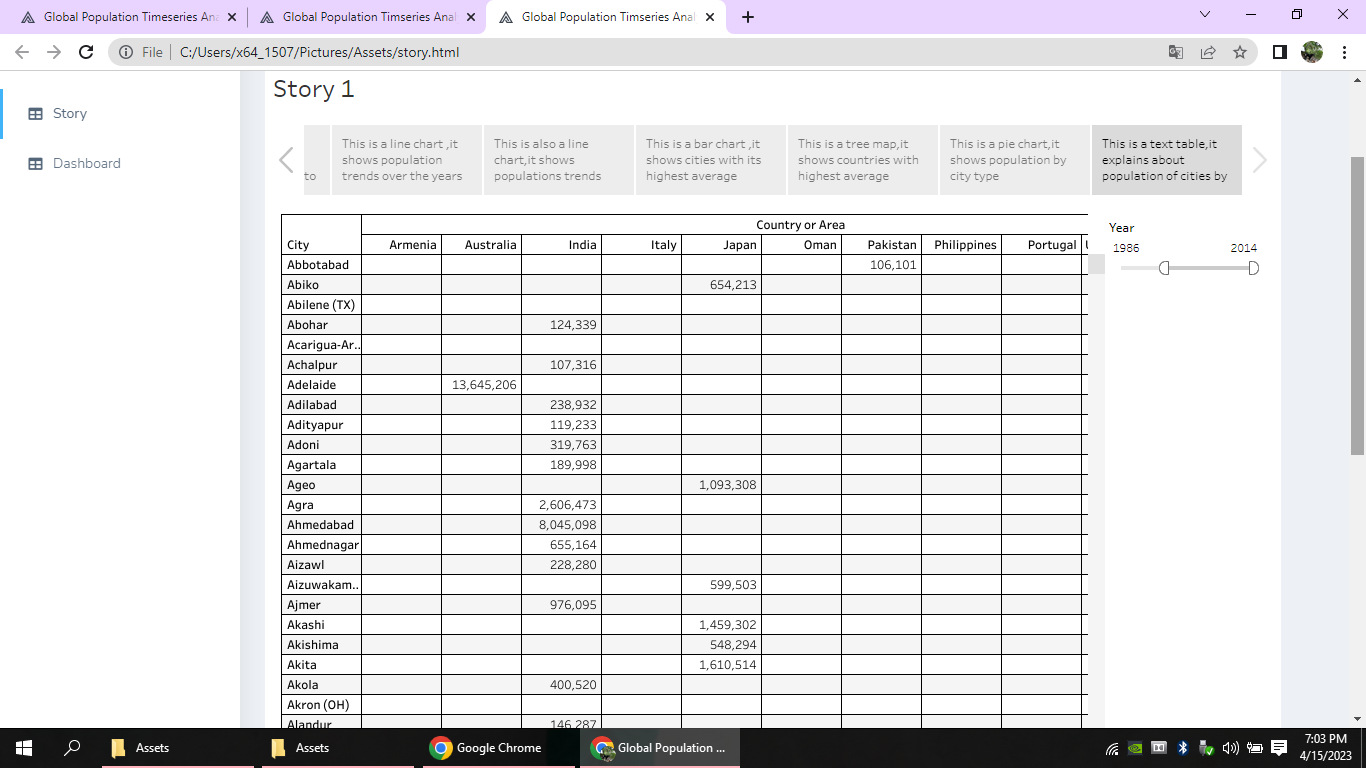 Global Population Timeseries Ana
Global Population Timseries Anal
Global Population Timseries Anal
File
C:/Users/x64_1507/Pictures/Assets/story.html
Story
Dashboard
Story 1
to
This is a line chart ,it
shows population
trends over the years
This is also a line
chart,it shows
populations trends
This is a bar chart ,it
shows cities with its
highest average
This is a tree map,it
shows countries with
highest average
This is a pie chart,it
shows population by
city type
This is a text table,it
explains about
population of cities by
Country or Area
City Armenia Australia India Italy Japan Oman Pakistan Philippines Portugal
Abbotabad 106,101
Abiko 654,213
Abilene (TX)
Abohar 124,339
Acarigua-Ar..
Achalpur 107,316
Adelaide 13,645,206
Adilabad 238,932
Adityapur 119,233
Adoni 319,763
Agartala 189,998
Ageo 1,093,308
Agra 2,606,473
Ahmedabad 8,045,098
Ahmednagar 655,164
Aizawl 228,280
Aizuwakam.. 599,503
Ajmer 976,095
Akashi 1,459,302
Akishima 548,294
Akita 1,610,514
Akola 400,520
Akron (OH)
Alandur 146,287
Year
1986 2014
Assets
Assets
Google Chrome
Global Population ...
7:03 PM
4/15/2023